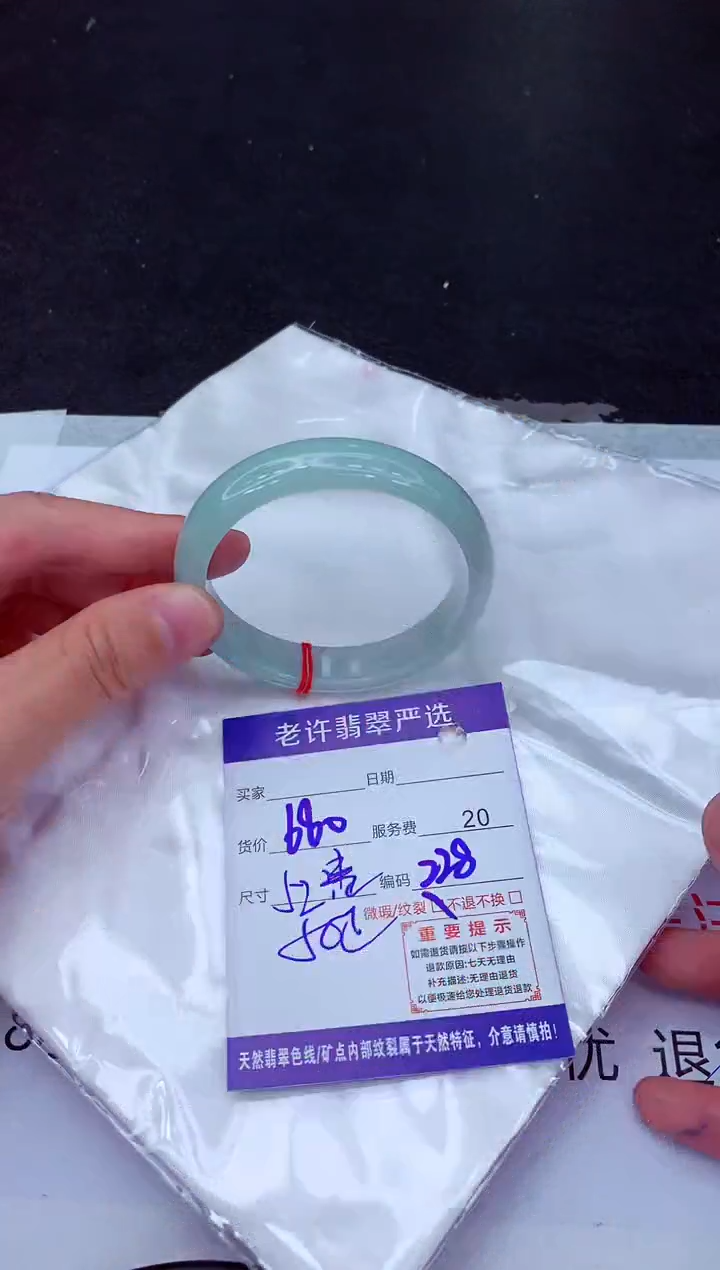 老许翡翠严选
买家 日期
货价 680 服务费 20
尺寸 52 编码 228
微瑕/纹裂 不退不换
重要提示
如需退货请按以下步骤操作
退款原因:七天无理由
补充描述:无理由退货
以便极速给您处理退货退款
天然翡翠色线/矿点内部纹裂属于天然特征，介意请慎拍!
优 退